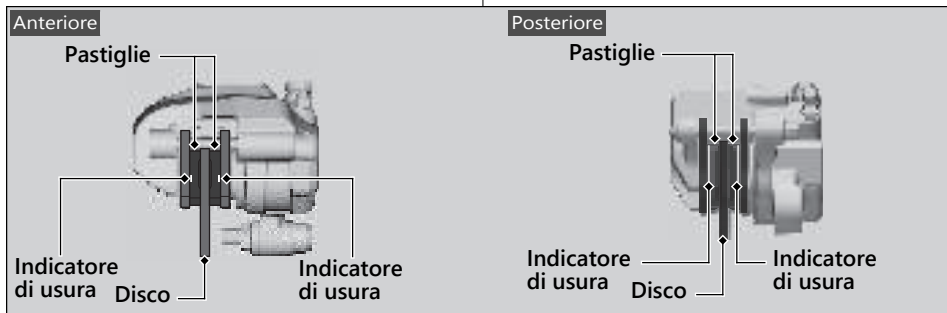 Anteriore
Pastiglie
Indicatore
di usura
Disco
Indicatore
di usura
Posteriore
Pastiglie
Indicatore
di usura
Disco
Indicatore
di usura